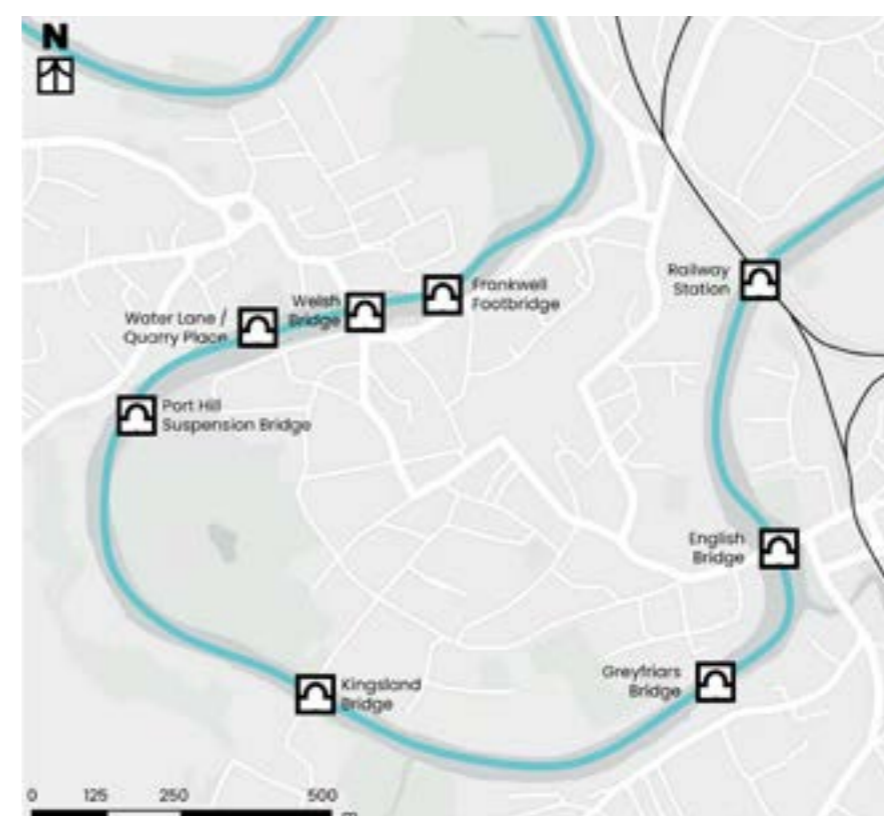 N
Railway
Station
Frankwell
Footbridge
Welsh
Bridge
Water Lane /
Quarry Place
Port Hill
Suspension Bridge
English
Bridge
Greyfriars
Bridge
Kingsland
Bridge
0 125 250 500
m